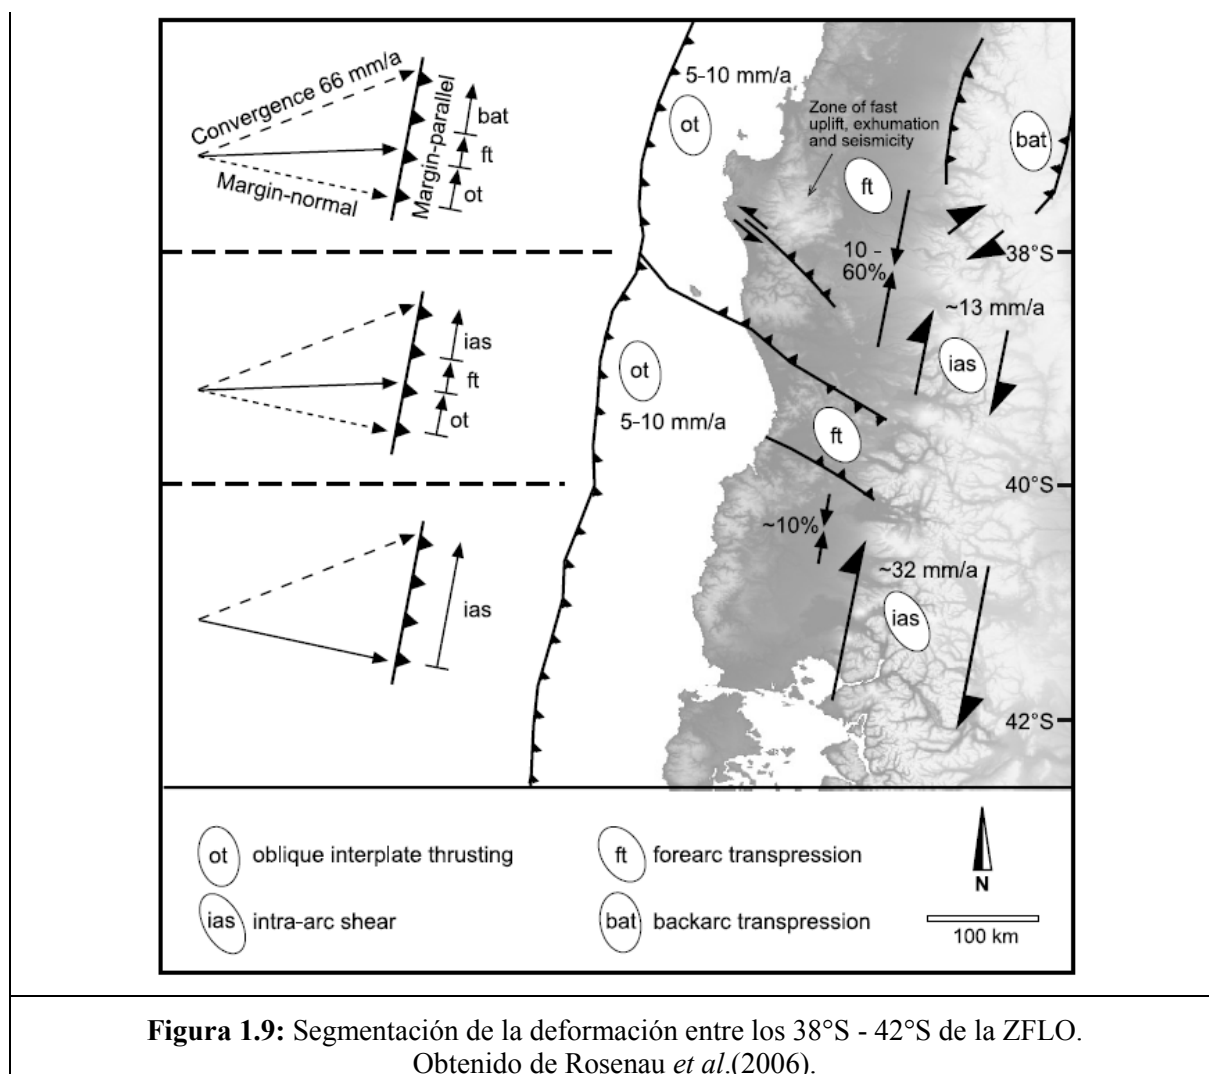 Convergence 66 mm/a
Margin-normal
Margin-parallel
bat
ft
ot
ias
ft
ot
ias
5-10 mm/a
ot
Zone of fast
uplift, exhumation
and seismicity
ft
bat
10 -
60%
38°S
~13 mm/a
ias
ot
5-10 mm/a
ft
40°S
~10%
~32 mm/a
ias
42°S
ot oblique interplate thrusting
ft forearc transpression
ias intra-arc shear
bat backarc transpression
N
100 km
Figura 1.9: Segmentación de la deformación entre los 38°S - 42°S de la ZFLO.
Obtenido de Rosenau et al.(2006).